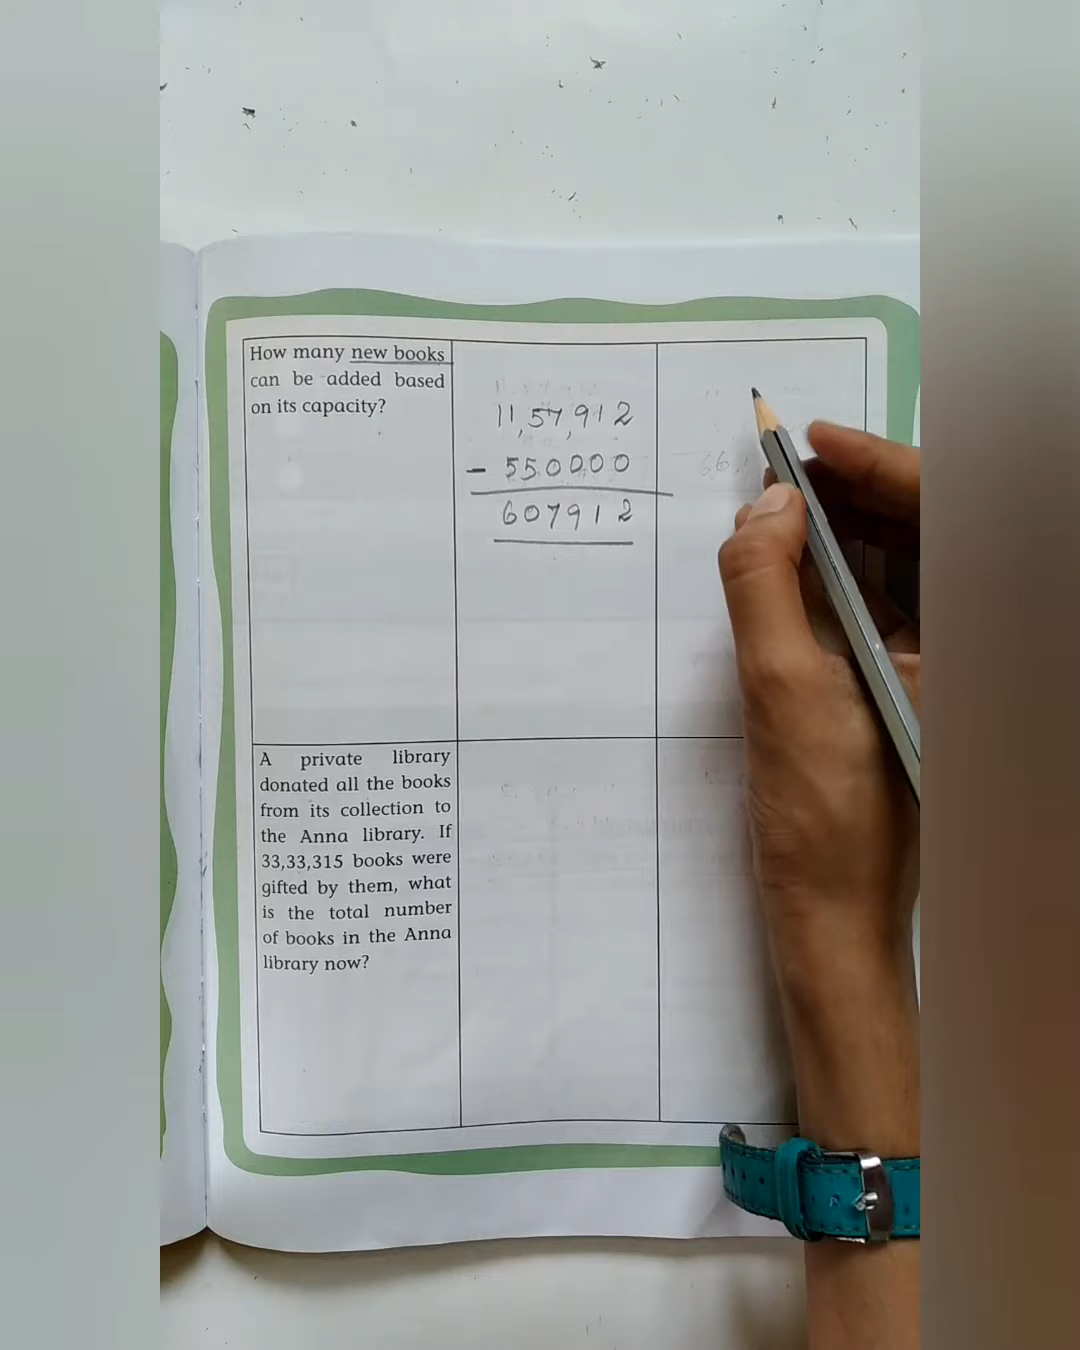 How many new books
can be added based
on its capacity?
11,57,912
- 550000
607912
A private library
donated all the books
from its collection to
the Anna library. If
33,33,315 books were
gifted by them, what
is the total number
of books in the Anna
library now?